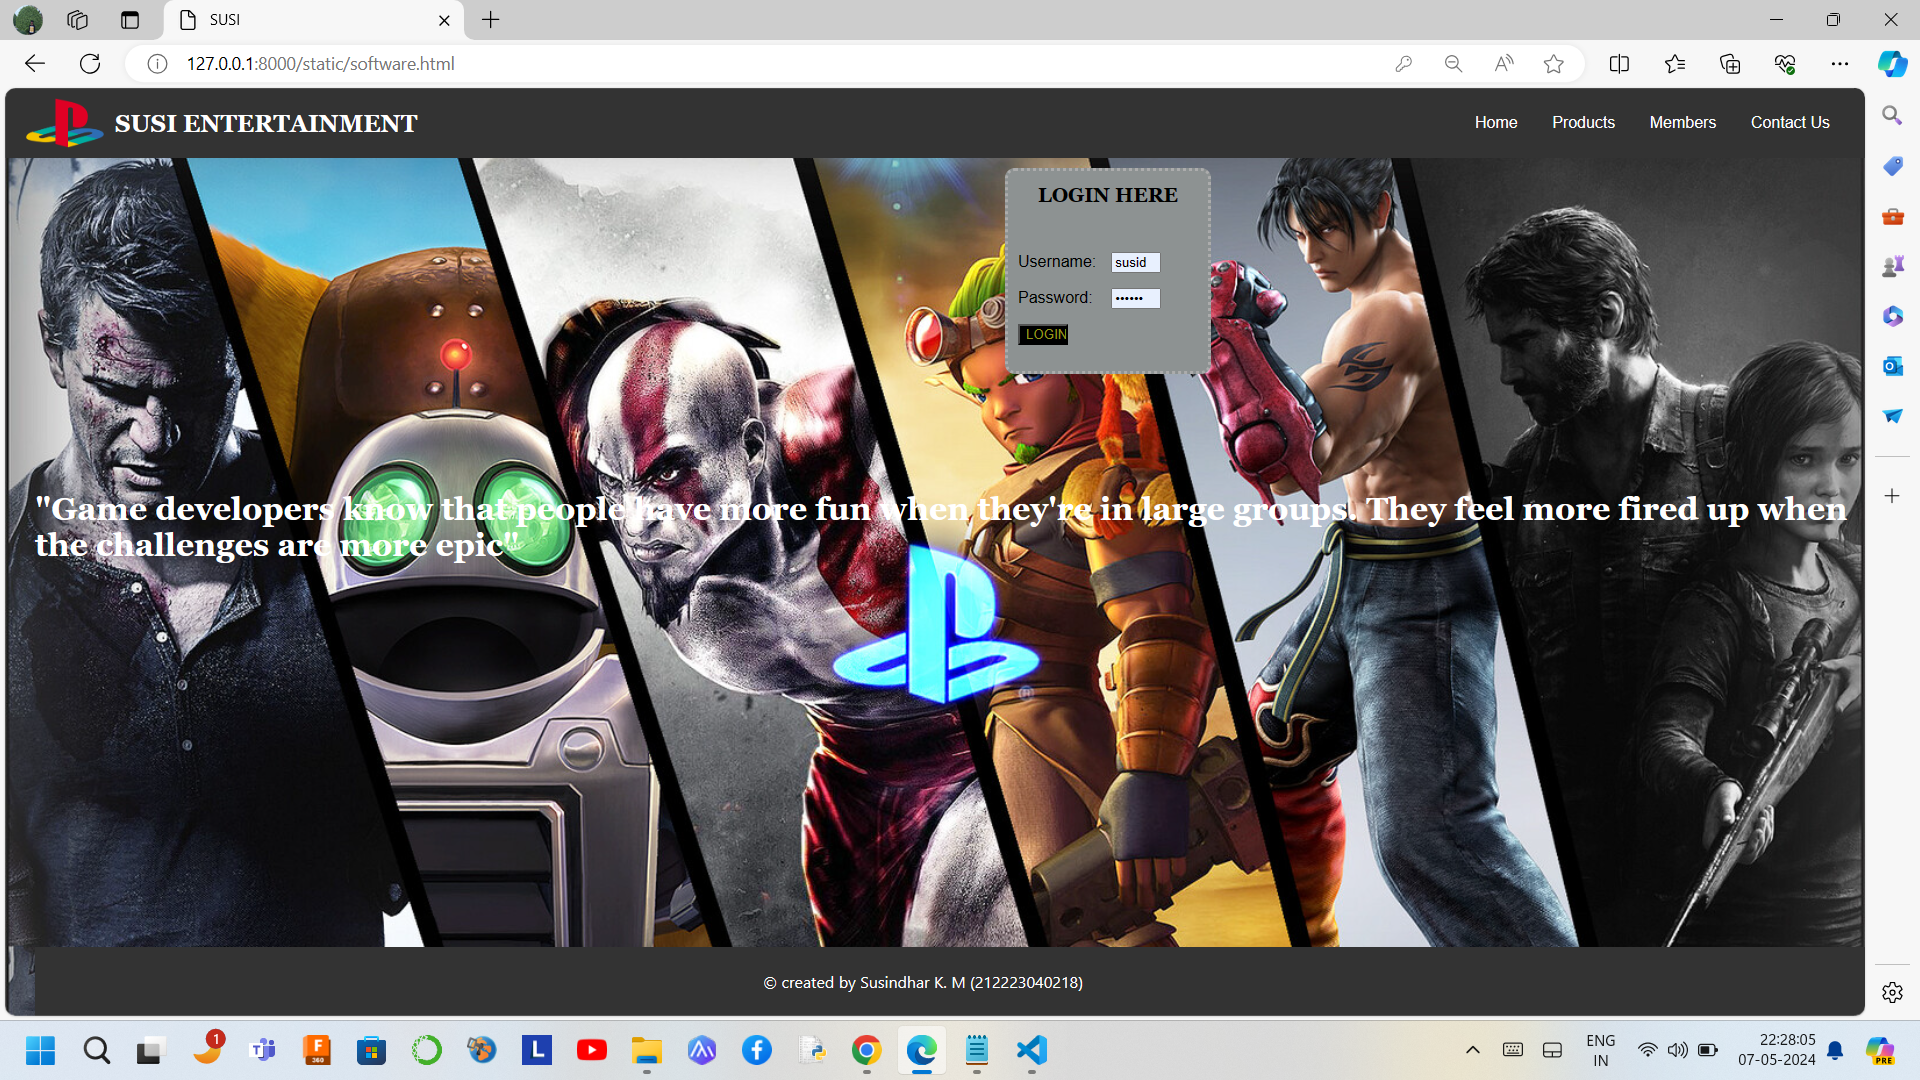 SUSI
127.0.0.1:8000/static/software.html
SUSI ENTERTAINMENT
Home Products Members Contact Us
LOGIN HERE
Username: susid
Password: ••••••
LOGIN
"Game developers know that people have more fun when they're in large groups. They feel more fired up when
the challenges are more epic"
© created by Susindhar K. M (212223040218)
1
F
360
L
ENG
IN
22:28:05
07-05-2024
PRE